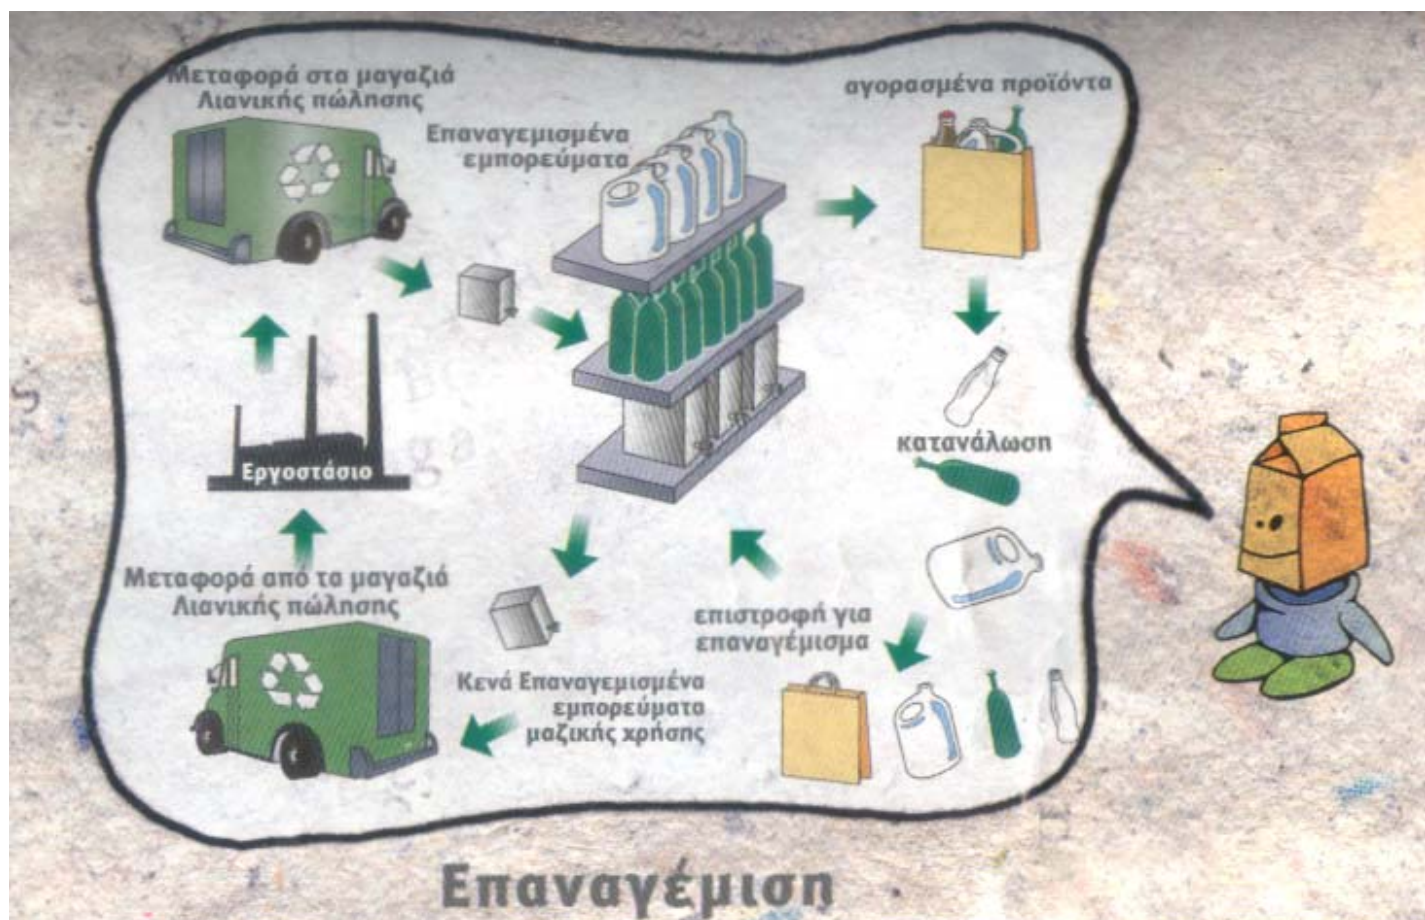 Μεταφορά στα μαγαζιά
Λιανικής πώλησης
Επαναγεμισμένα
εμπορεύματα
αγορασμένα προϊόντα
κατανάλωση
Εργοστάσιο
Μεταφορά από τα μαγαζιά
Λιανικής πώλησης
επιστροφή για
επαναγέμισμα
Κενά Επαναγεμισμένα
εμπορεύματα
μαζικής χρήσης
Επαναγέμιση